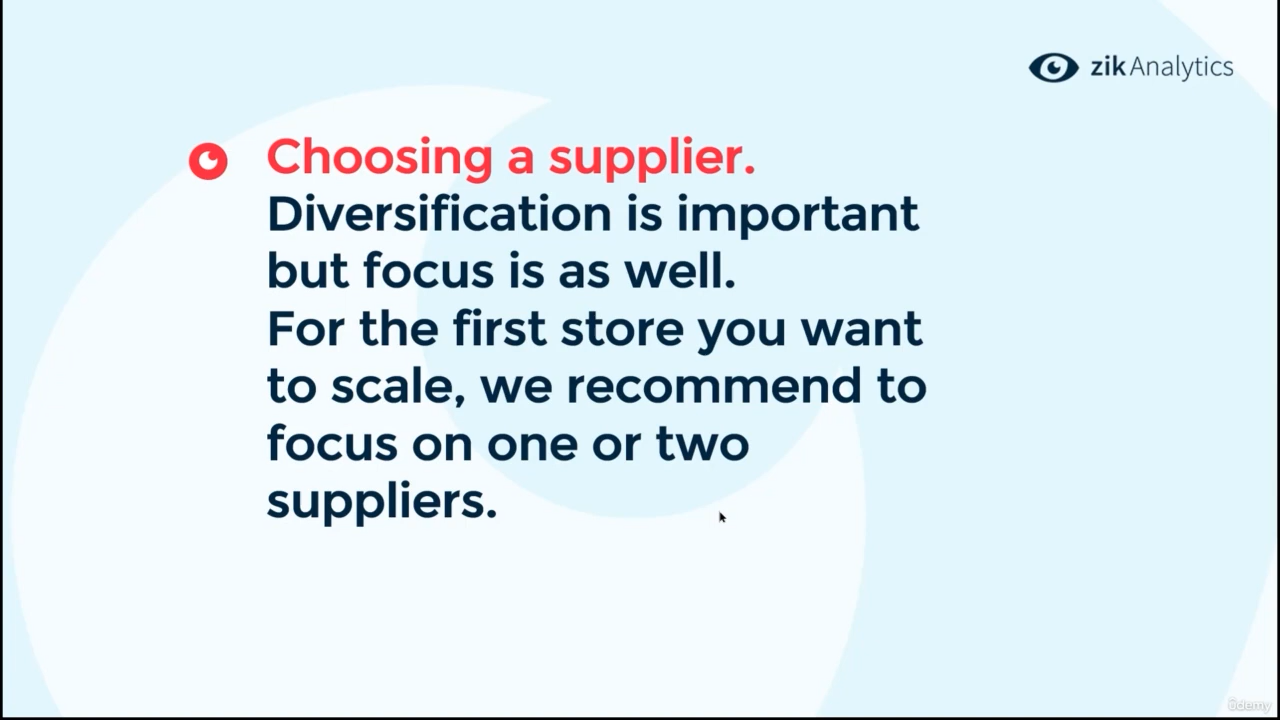 zik Analytics
Choosing a supplier.
Diversification is important
but focus is as well.
For the first store you want
to scale, we recommend to
focus on one or two
suppliers.
ûdemy